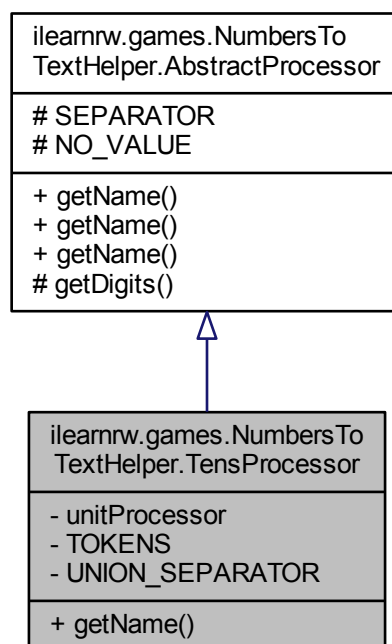 ilearnrw.games.NumbersTo
TextHelper.AbstractProcessor
# SEPARATOR
# NO_VALUE
+ getName()
+ getName()
+ getName()
# getDigits()
ilearnrw.games.NumbersTo
TextHelper.TensProcessor
- unitProcessor
- TOKENS
- UNION_SEPARATOR
+ getName()